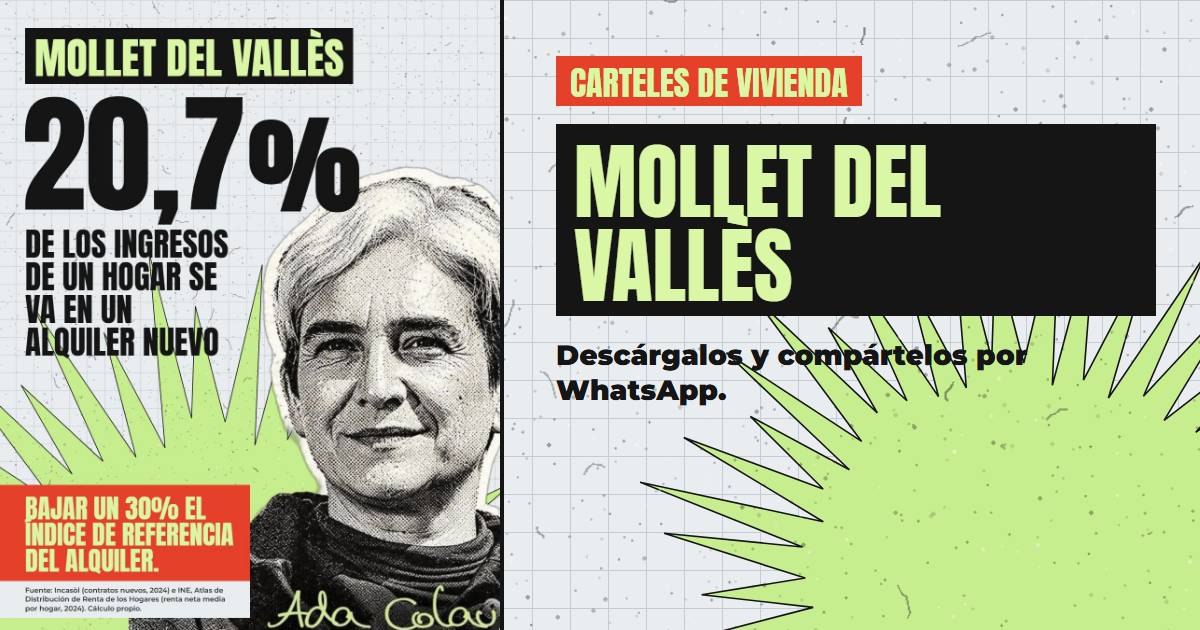 MOLLET DEL VALLÈS
20,7%
DE LOS INGRESOS
DE UN HOGAR SE
VA EN UN
ALQUILER NUEVO
BAJAR UN 30% EL
ÍNDICE DE REFERENCIA
DEL ALQUILER.
Fuente: Incasòl (contratos nuevos, 2024) e INE, Atlas de
Distribución de Renta de los Hogares (renta neta media
por hogar, 2024). Cálculo propio.
Ada Colau
CARTELES DE VIVIENDA
MOLLET DEL
VALLÈS
Descárgalos y compártelos por
WhatsApp.